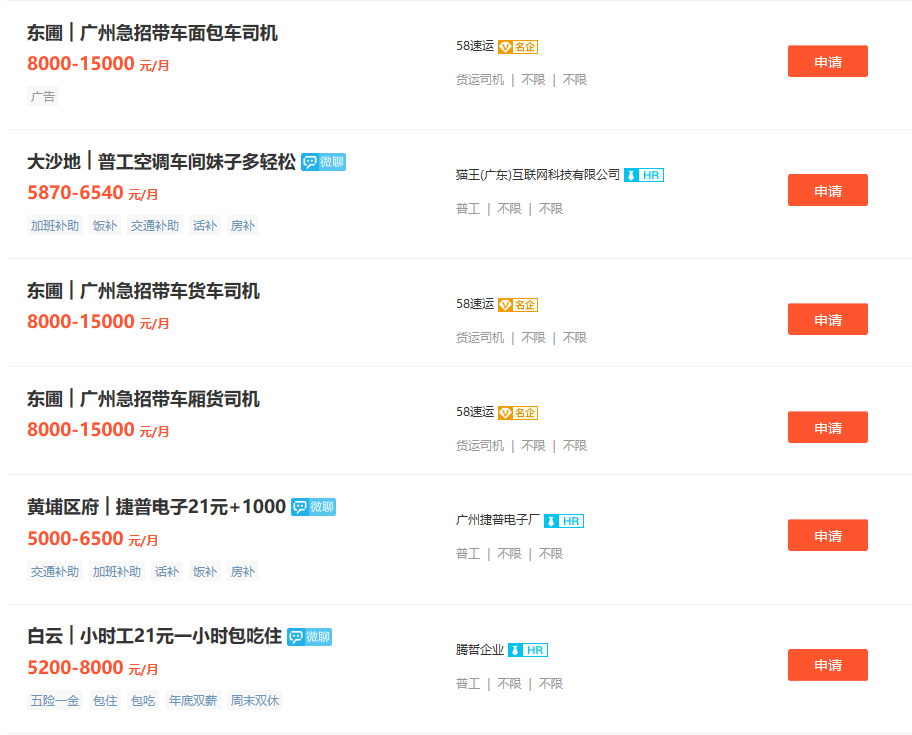 东圃 | 广州急招带车面包车司机
8000-15000 元/月
广告
58速运 名企
货运司机 | 不限 | 不限
申请
大沙地 | 普工空调车间妹子多轻松 微聊
5870-6540 元/月
加班补助 饭补 交通补助 话补 房补
猫王(广东)互联网科技有限公司 HR
普工 | 不限 | 不限
申请
东圃 | 广州急招带车货车司机
8000-15000 元/月
58速运 名企
货运司机 | 不限 | 不限
申请
东圃 | 广州急招带车厢货司机
8000-15000 元/月
58速运 名企
货运司机 | 不限 | 不限
申请
黄埔区府 | 捷普电子21元+1000 微聊
5000-6500 元/月
交通补助 加班补助 话补 饭补 房补
广州捷普电子厂 HR
普工 | 不限 | 不限
申请
白云 | 小时工21元一小时包吃住 微聊
5200-8000 元/月
五险一金 包住 包吃 年底双薪 周末双休
腾哲企业 HR
普工 | 不限 | 不限
申请